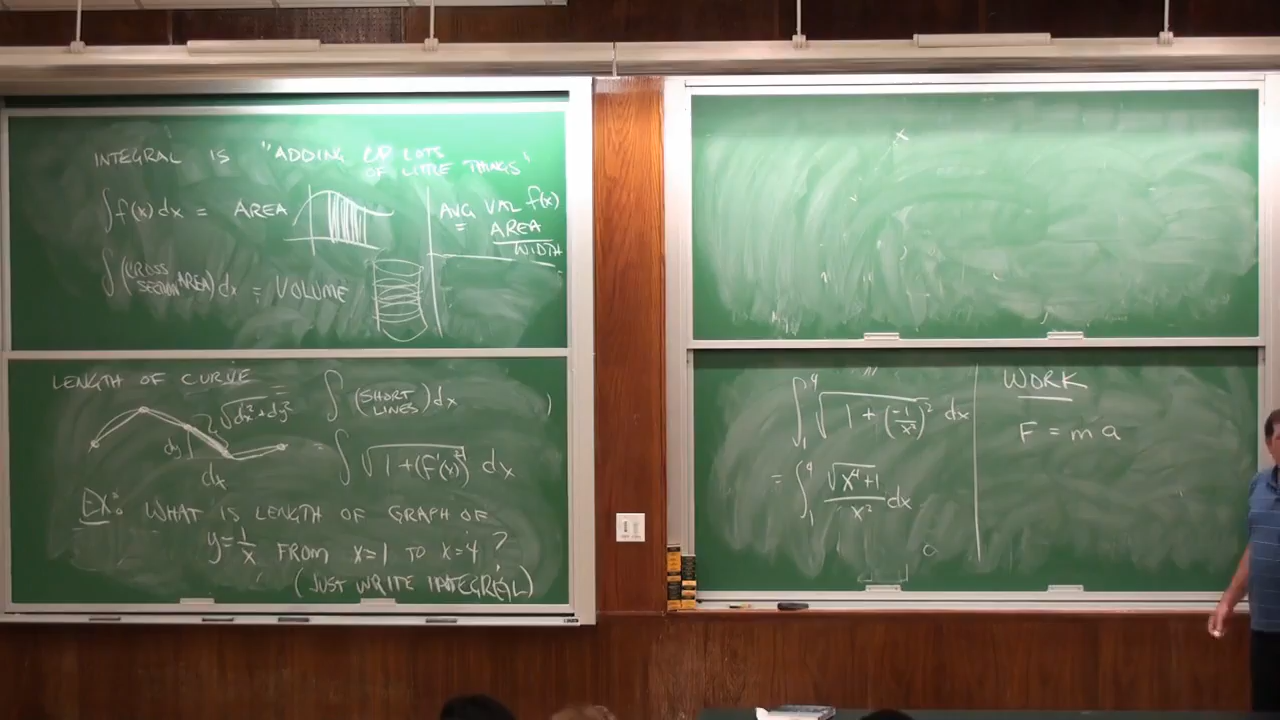 INTEGRAL IS "ADDING UP LOTS
OF LITTLE THINGS"
∫f(x)dx = AREA
∫(CROSS SECTION AREA)dx = VOLUME
AVG VAL f(x)
= AREA
WIDTH
LENGTH OF CURVE
√dx²+dy²
dy
dx
∫(SHORT LINES)dx
= ∫√1+(f'(x))² dx
EX: WHAT IS LENGTH OF GRAPH OF
y=1/x FROM x=1 TO x=4?
(JUST WRITE INTEGRAL)
∫₁⁴ √1+(-1/x²)² dx
= ∫₁⁴ √x⁴+1/x² dx
WORK
F = ma